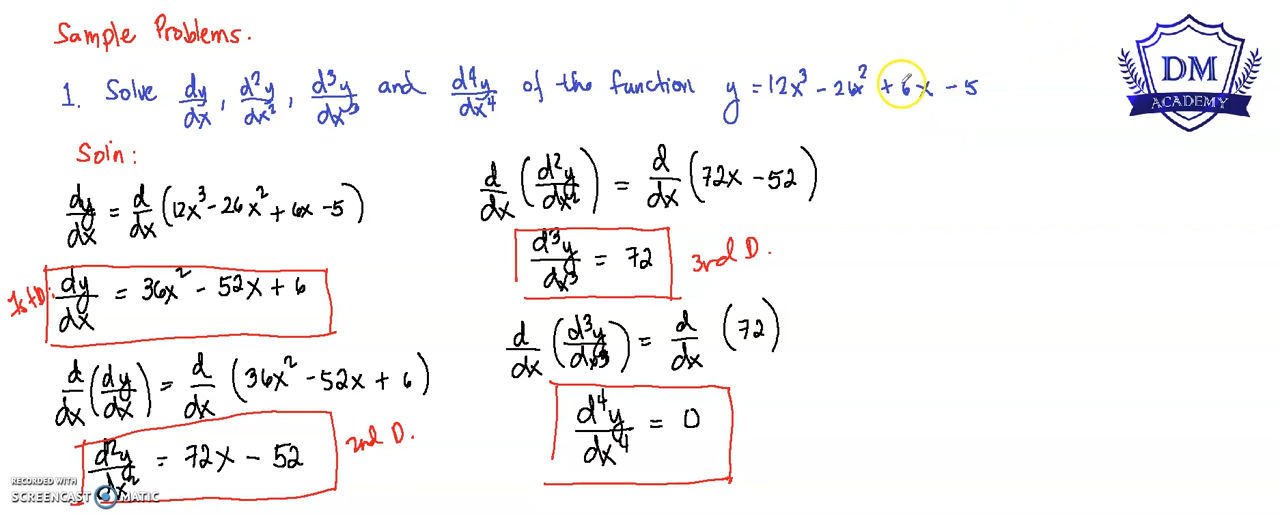 Sample Problems.
1. Solve dy/dx, d²y/dx², d³y/dx³ and d⁴y/dx⁴ of the function y = 12x³ - 26x² + 6x - 5
Soln:
dy/dx = d/dx (12x³ - 26x² + 6x - 5)
1st D. dy/dx = 36x² - 52x + 6
d/dx (dy/dx) = d/dx (36x² - 52x + 6)
d²y/dx² = 72x - 52 2nd D.
d/dx (d²y/dx²) = d/dx (72x - 52)
d³y/dx³ = 72 3rd D.
d/dx (d³y/dx³) = d/dx (72)
d⁴y/dx⁴ = 0
DM
ACADEMY
RECORDED WITH
SCREENCAST MATIC